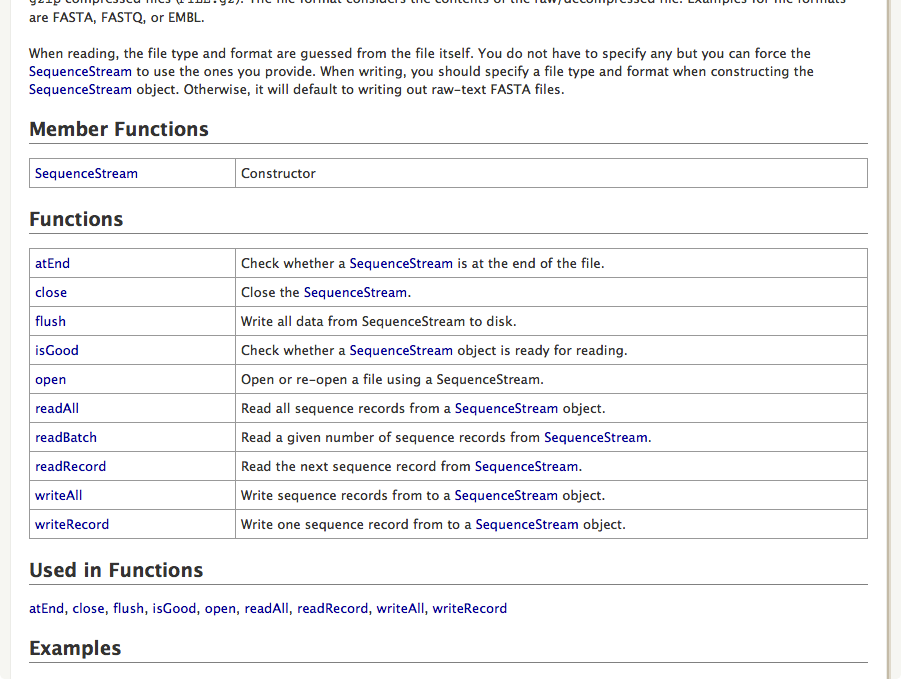 gzip compressed files (FILE.gz). The file format considers the contents of the raw/decompressed file. Examples for file formats
are FASTA, FASTQ, or EMBL.
When reading, the file type and format are guessed from the file itself. You do not have to specify any but you can force the
SequenceStream to use the ones you provide. When writing, you should specify a file type and format when constructing the
SequenceStream object. Otherwise, it will default to writing out raw-text FASTA files.
Member Functions
SequenceStream Constructor
Functions
atEnd Check whether a SequenceStream is at the end of the file.
close Close the SequenceStream.
flush Write all data from SequenceStream to disk.
isGood Check whether a SequenceStream object is ready for reading.
open Open or re-open a file using a SequenceStream.
readAll Read all sequence records from a SequenceStream object.
readBatch Read a given number of sequence records from SequenceStream.
readRecord Read the next sequence record from SequenceStream.
writeAll Write sequence records from to a SequenceStream object.
writeRecord Write one sequence record from to a SequenceStream object.
Used in Functions
atEnd, close, flush, isGood, open, readAll, readRecord, writeAll, writeRecord
Examples